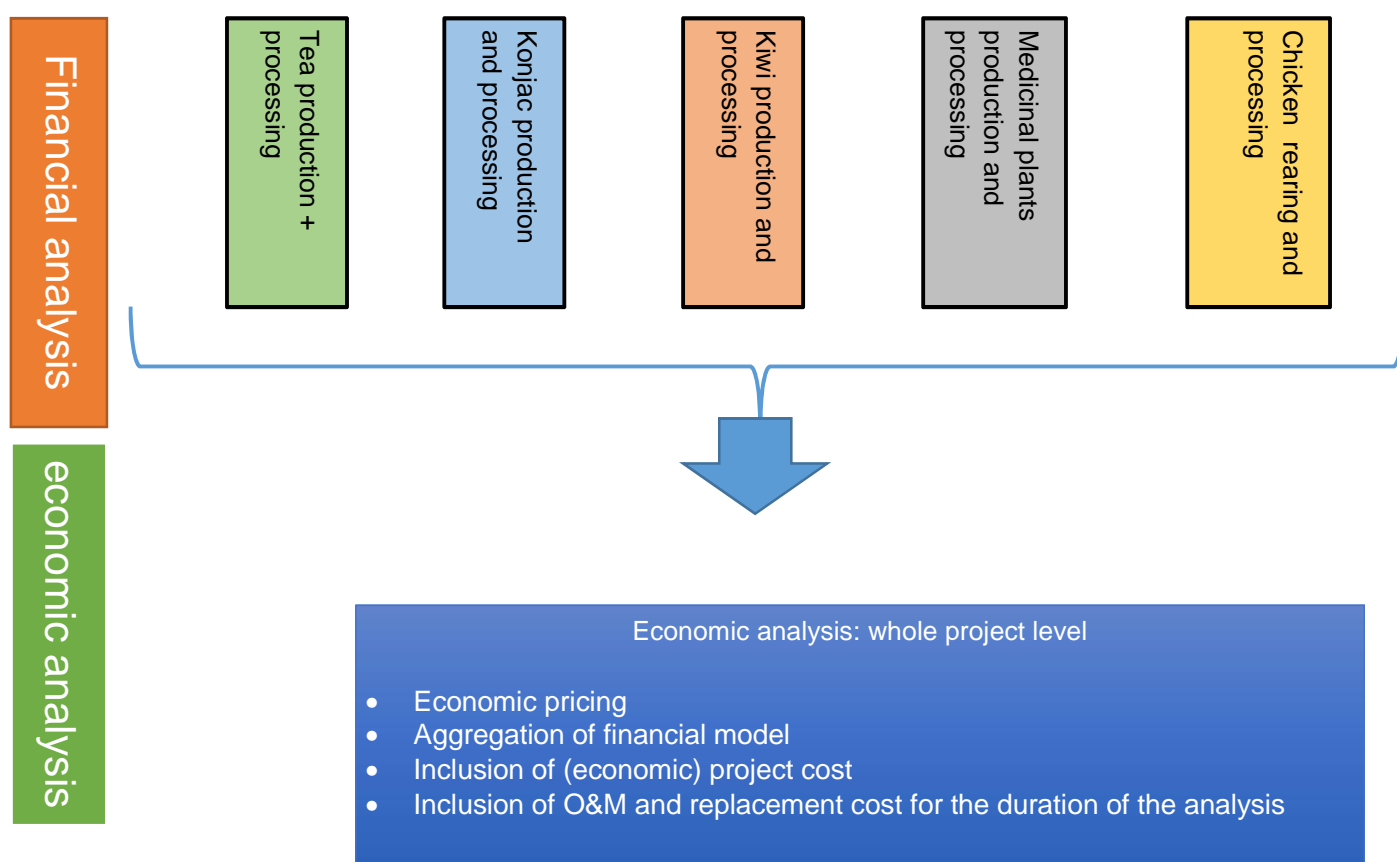 Financial analysis
Tea production +
processing
Konjac production
and processing
Kiwi production and
processing
Medicinal plants
production and
processing
Chicken rearing and
processing
economic analysis
Economic analysis: whole project level
• Economic pricing
• Aggregation of financial model
• Inclusion of (economic) project cost
• Inclusion of O&M and replacement cost for the duration of the analysis